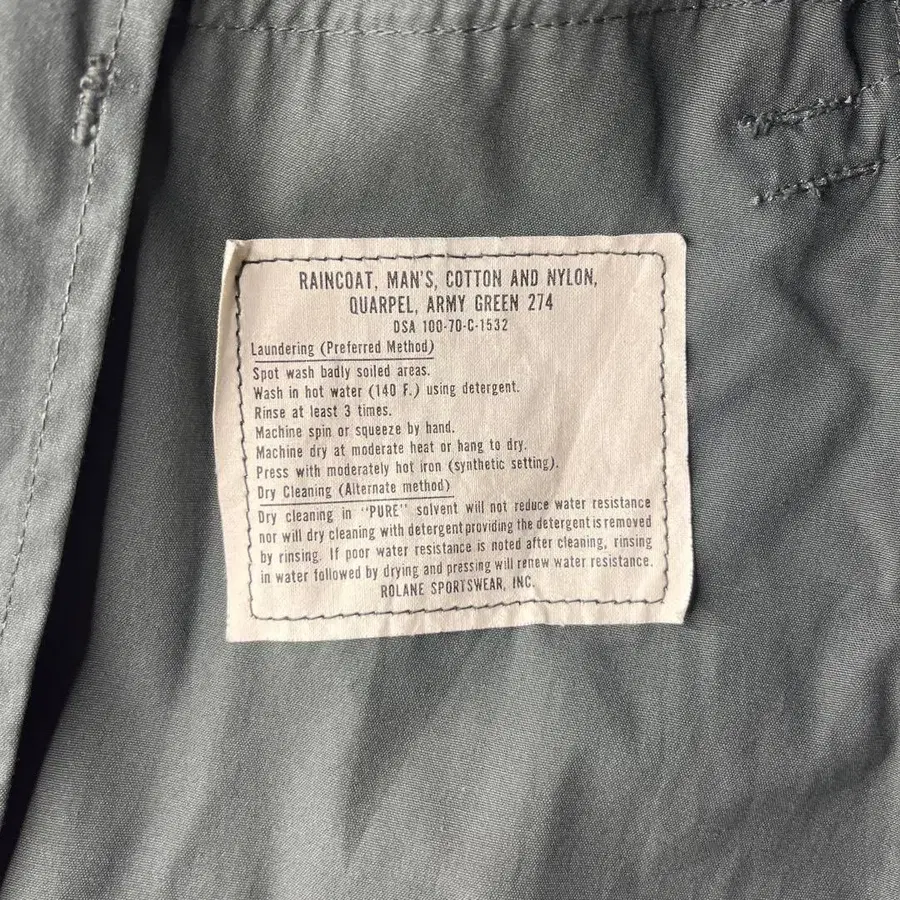 RAINCOAT, MAN'S, COTTON AND NYLON,
QUARPEL, ARMY GREEN 274
DSA 100-70-C-1532
Laundering (Preferred Method)
Spot wash badly soiled areas.
Wash in hot water (140 F.) using detergent.
Rinse at least 3 times.
Machine spin or squeeze by hand.
Machine dry at moderate heat or hang to dry.
Press with moderately hot iron (synthetic setting).
Dry Cleaning (Alternate method)
Dry cleaning in "PURE" solvent will not reduce water resistance
nor will dry cleaning with detergent providing the detergent is removed
by rinsing. If poor water resistance is noted after cleaning, rinsing
in water followed by drying and pressing will renew water resistance.
ROLANE SPORTSWEAR, INC.